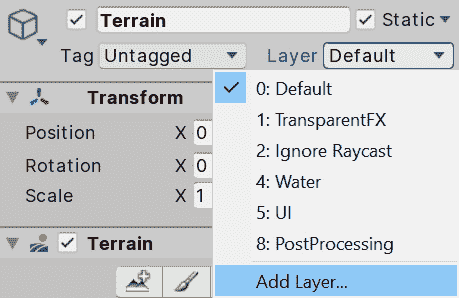 Terrain Static
Tag Untagged Layer Default
Transform
Position X 0
Rotation X 0
Scale X 1
Terrain
0: Default
1: TransparentFX
2: Ignore Raycast
4: Water
5: UI
8: PostProcessing
Add Layer...